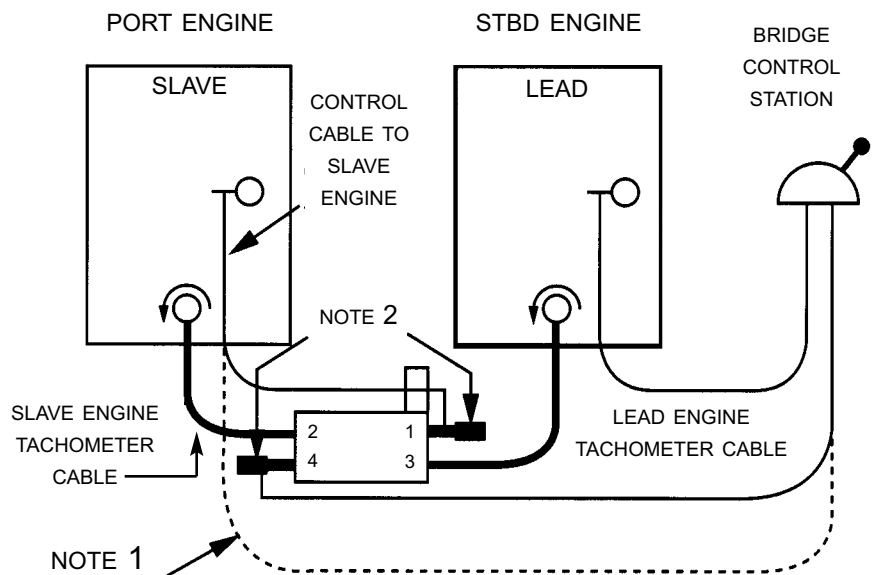 PORT ENGINE
STBD ENGINE
BRIDGE
CONTROL
STATION
SLAVE
LEAD
CONTROL
CABLE TO
SLAVE
ENGINE
NOTE 2
SLAVE ENGINE
TACHOMETER
CABLE
2
1
4
3
LEAD ENGINE
TACHOMETER CABLE
NOTE 1